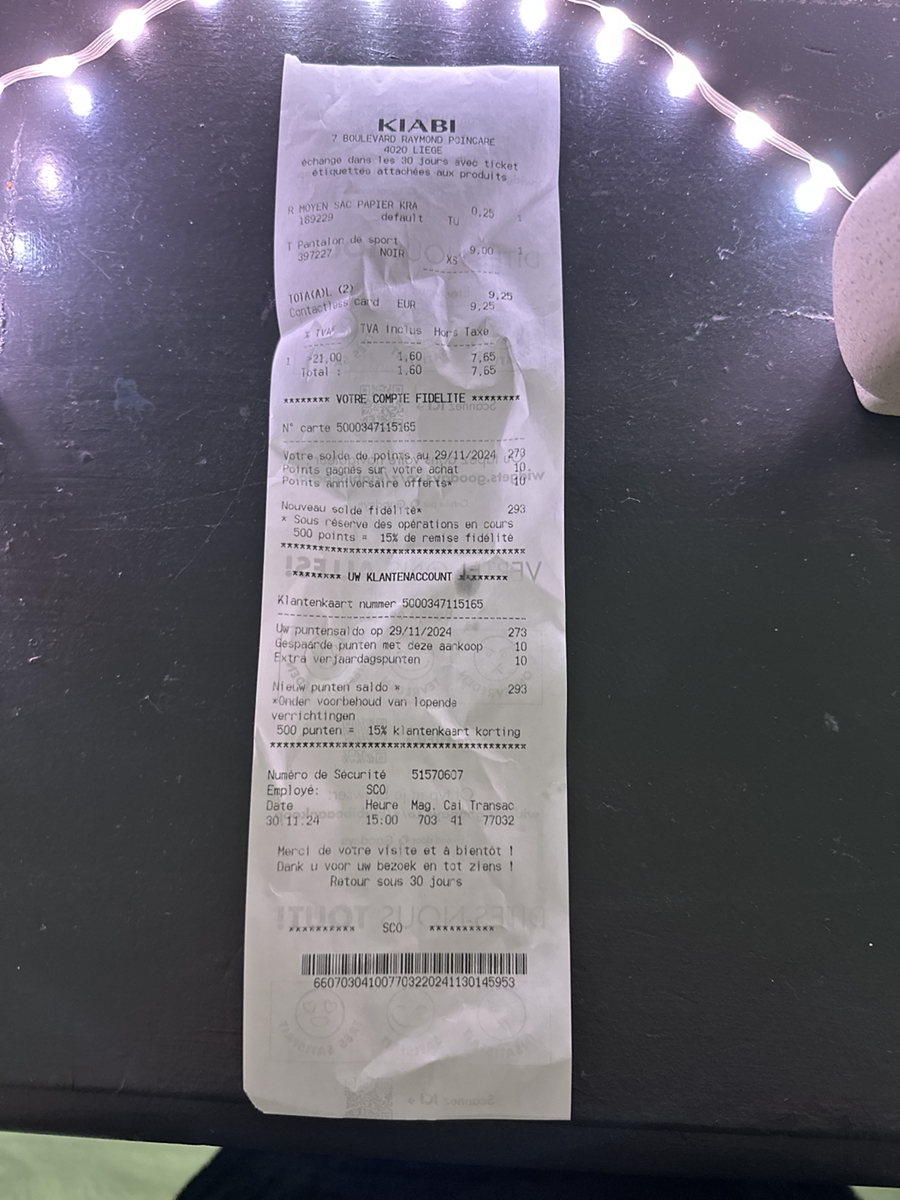 KIABI
7 BOULEVARD RAYMOND POINCARE
4020 LIEGE
échange dans les 30 jours avec ticket
étiquettes attachées aux produits
R MOYEN SAC PAPIER KRA 0,25 1
189229 default TU
T Pantalon de sport 9,00 1
397227 NOIR XS
TOTA(A)L (2) 9,25
Contactless card EUR 9,25
% TVA TVA Inclus Hors Taxe
1 21,00 1,60 7,65
Total : 1,60 7,65
******** VOTRE COMPTE FIDELITE ********
N° carte 5000347115165
Votre solde de points au 29/11/2024 273
Points gagnés sur votre achat 10
Points anniversaire offerts* 10
Nouveau solde fidélité* 293
* Sous réserve des opérations en cours
500 points = 15% de remise fidélité
******** UW KLANTENACCOUNT ********
Klantenkaart nummer 5000347115165
Uw puntensaldo op 29/11/2024 273
Gespaarde punten met deze aankoop 10
Extra verjaardagspunten 10
Nieuw punten saldo * 293
*Onder voorbehoud van lopende
verrichtingen
500 punten = 15% klantenkaart korting
Numéro de Sécurité 51570607
Employé: SCO
Date Heure Mag. Cai Transac
30.11.24 15:00 703 41 77032
Merci de votre visite et à bientôt !
Dank u voor uw bezoek en tot ziens !
Retour sous 30 jours
********** SCO **********
660703041007703220241130145953